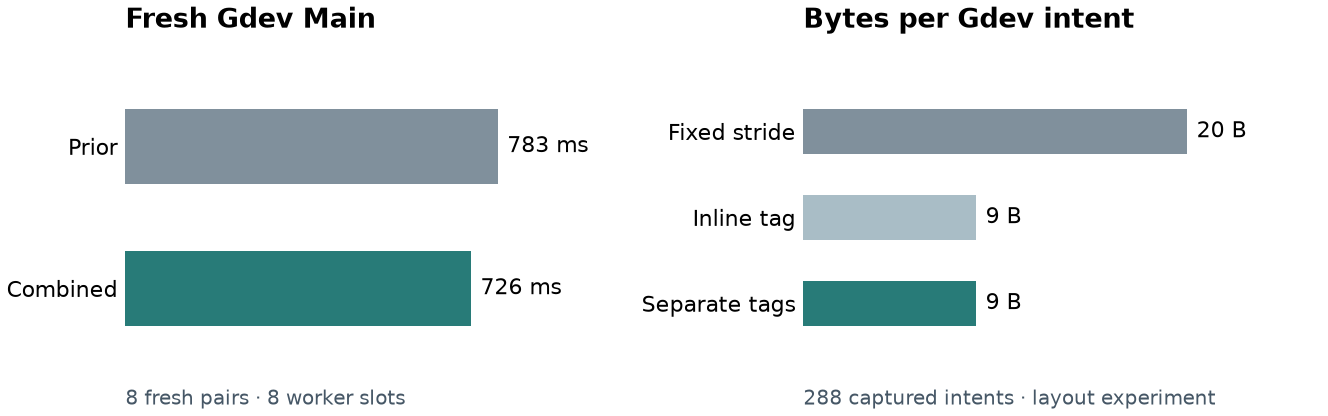 Fresh Gdev Main
Prior
783 ms
Combined
726 ms
8 fresh pairs · 8 worker slots
Bytes per Gdev intent
Fixed stride
20 B
Inline tag
9 B
Separate tags
9 B
288 captured intents · layout experiment